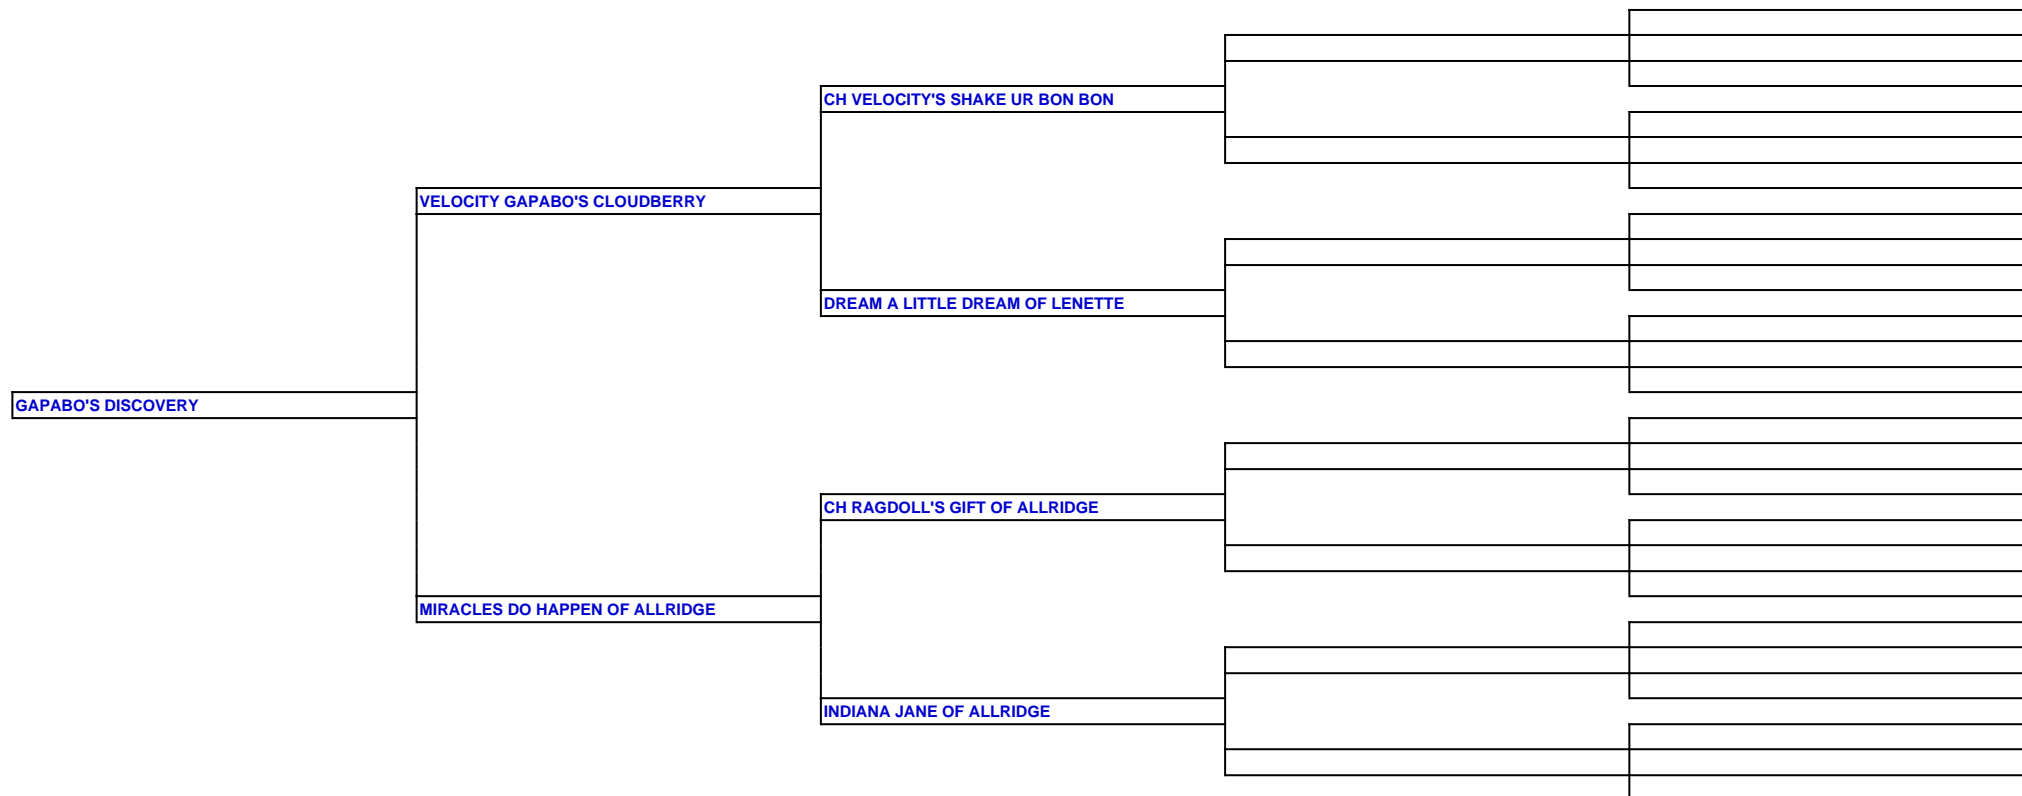 CH VELOCITY'S SHAKE UR BON BON
VELOCITY GAPABO'S CLOUDBERRY
DREAM A LITTLE DREAM OF LENETTE
GAPABO'S DISCOVERY
CH RAGDOLL'S GIFT OF ALLRIDGE
MIRACLES DO HAPPEN OF ALLRIDGE
INDIANA JANE OF ALLRIDGE